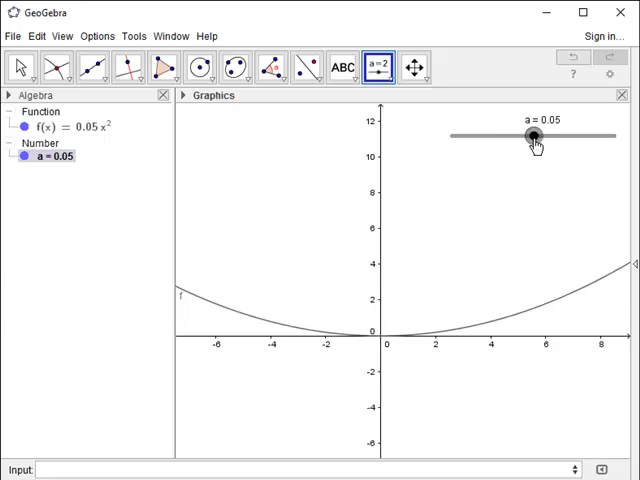 GeoGebra
File Edit View Options Tools Window Help Sign in...
ABC a = 2 ?
Algebra
Graphics
Function
f(x) = 0.05 x²
Number
a = 0.05
a = 0.05
12
10
8
6
4
2
0
-6 -4 -2 0 2 4 6 8
-2
-4
-6
f
Input: